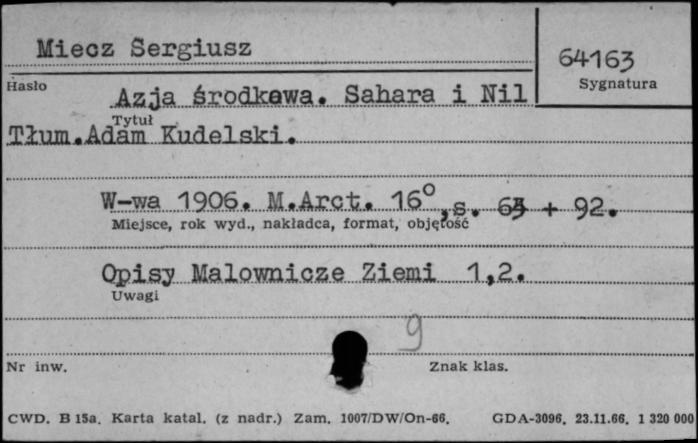 Miecz Sergiusz
64163
Hasło
Sygnatura
Azja środkowa. Sahara i Nil
Tytuł
Tłum.Adam Kudelski.
W-wa 1906. M.Arct. 16°,s. + 92.
Miejsce, rok wyd., nakładca, format, objętość
Opisy Malownicze Ziemi 1,2.
Uwagi
9
Nr inw.
Znak klas.
CWD. B 15a. Karta katal. (z nadr.) Zam. 1007/DW/On-66. GDA-3096. 23.11.66. 1 320 000